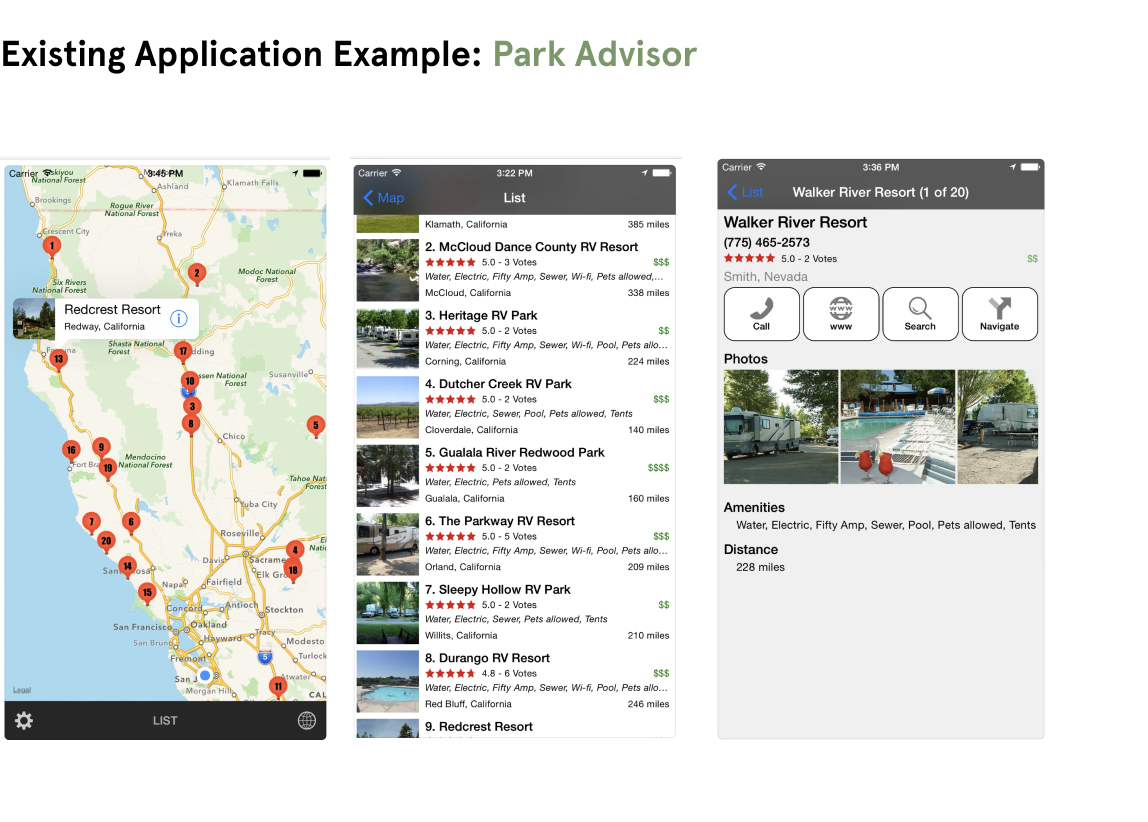 Existing Application Example: Park Advisor
Carrier 3:45 PM
National Forest
Ashland
Klamath Falls
Brookings
Rogue River
National Forest
Crescent City
Yreka
1
2
Modoc National
Forest
Six Rivers
National Forest
Redcrest Resort
Redway, California
Shasta National
Forest
13
17
10
National
Forest
Susanville
3
8
5
Chico
16
9
19
Mendocino
National Forest
Tahoe
Yuba City
7
6
20
Roseville
4
18
14
Davis
Elk
Napa
Fairfield
15
Concord
Antioch
Stockton
San Francisco
Oakland
San Bruno
Hayward
Tracy
Modesto
Fremont
5
Turlock
Atwater
Morgan Hill
11
CAL
Legal
LIST
Carrier 3:22 PM
Map List
Klamath, California 385 miles
2. McCloud Dance County RV Resort
5.0 - 3 Votes $$$
Water, Electric, Fifty Amp, Sewer, Wi-fi, Pets allowed,...
McCloud, California 338 miles
3. Heritage RV Park
5.0 - 2 Votes $$
Water, Electric, Fifty Amp, Sewer, Wi-fi, Pool, Pets allo...
Corning, California 224 miles
4. Dutcher Creek RV Park
5.0 - 2 Votes $$$
Water, Electric, Sewer, Pool, Pets allowed, Tents
Cloverdale, California 140 miles
5. Gualala River Redwood Park
5.0 - 2 Votes $$$$
Water, Electric, Pets allowed, Tents
Gualala, California 160 miles
6. The Parkway RV Resort
5.0 - 5 Votes $$$
Water, Electric, Fifty Amp, Sewer, Wi-fi, Pool, Pets allo...
Orland, California 209 miles
7. Sleepy Hollow RV Park
5.0 - 2 Votes $$
Water, Electric, Sewer, Pets allowed, Tents
Willits, California 210 miles
8. Durango RV Resort
4.8 - 6 Votes $$$
Water, Electric, Fifty Amp, Sewer, Wi-fi, Pool, Pets allo...
Red Bluff, California 246 miles
9. Redcrest Resort
Carrier 3:36 PM
List Walker River Resort (1 of 20)
Walker River Resort
(775) 465-2573
5.0 - 2 Votes $$
Smith, Nevada
Call www Search Navigate
Photos
Amenities
Water, Electric, Fifty Amp, Sewer, Pool, Pets allowed, Tents
Distance
228 miles